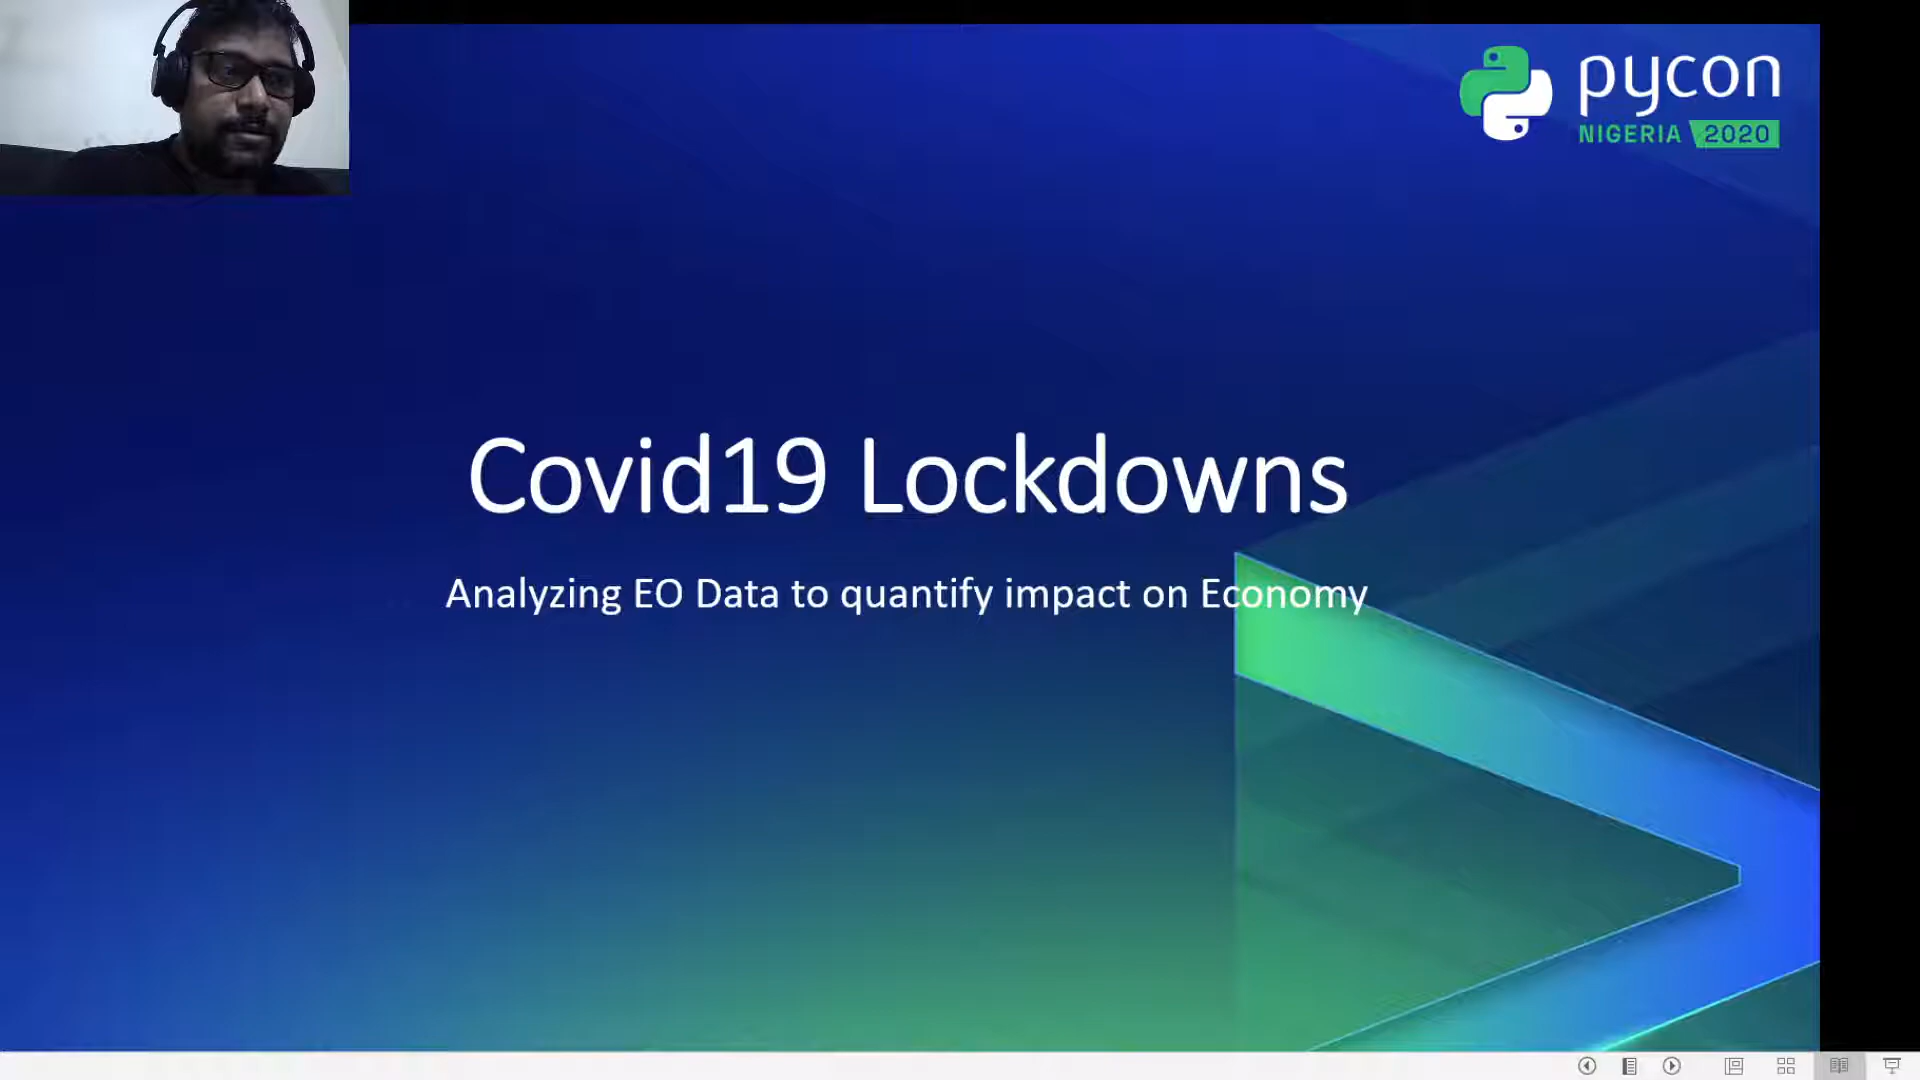 pycon
NIGERIA 2020
Covid19 Lockdowns
Analyzing EO Data to quantify impact on Economy